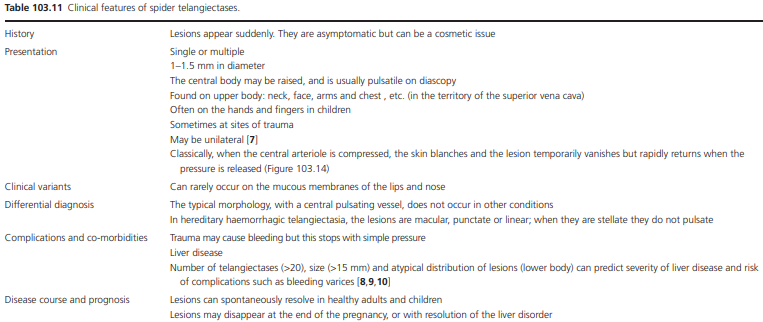 Table 103.11 Clinical features of spider telangiectases.
History Lesions appear suddenly. They are asymptomatic but can be a cosmetic issue
Presentation Single or multiple
1–1.5 mm in diameter
The central body may be raised, and is usually pulsatile on diascopy
Found on upper body: neck, face, arms and chest , etc. (in the territory of the superior vena cava)
Often on the hands and fingers in children
Sometimes at sites of trauma
May be unilateral [7]
Classically, when the central arteriole is compressed, the skin blanches and the lesion temporarily vanishes but rapidly returns when the
pressure is released (Figure 103.14)
Clinical variants Can rarely occur on the mucous membranes of the lips and nose
Differential diagnosis The typical morphology, with a central pulsating vessel, does not occur in other conditions
In hereditary haemorrhagic telangiectasia, the lesions are macular, punctate or linear; when they are stellate they do not pulsate
Complications and co-morbidities Trauma may cause bleeding but this stops with simple pressure
Liver disease
Number of telangiectases (>20), size (>15 mm) and atypical distribution of lesions (lower body) can predict severity of liver disease and risk
of complications such as bleeding varices [8,9,10]
Disease course and prognosis Lesions can spontaneously resolve in healthy adults and children
Lesions may disappear at the end of the pregnancy, or with resolution of the liver disorder